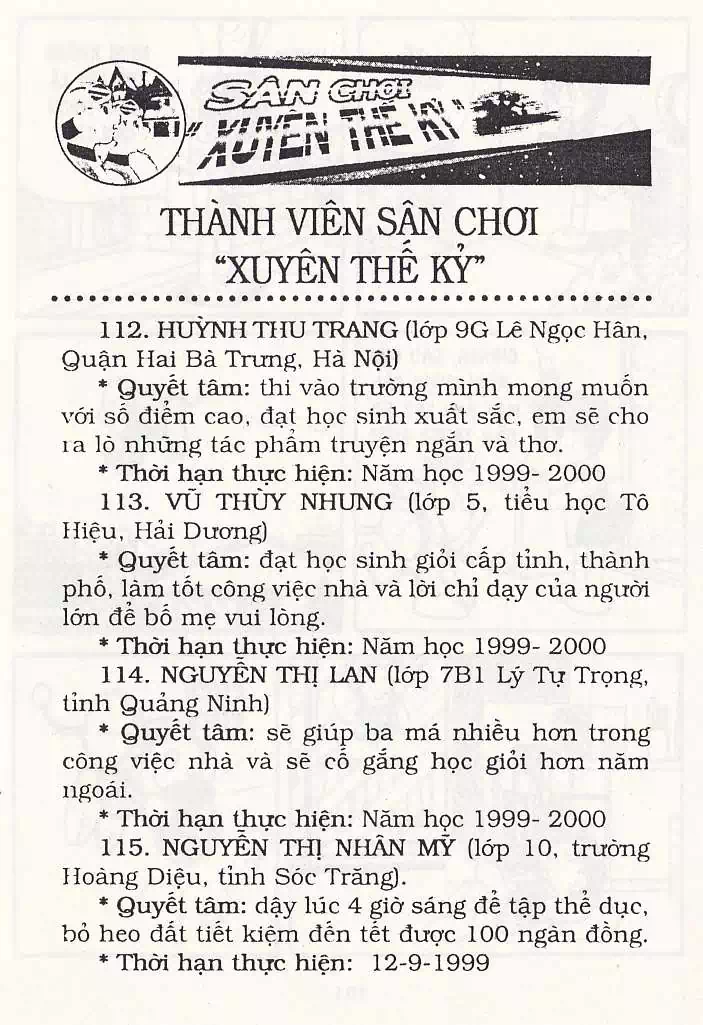 SÂN CHƠI
"XUYÊN THẾ KỶ"
THÀNH VIÊN SÂN CHƠI
“XUYÊN THẾ KỶ”
112. HUỲNH THU TRANG (lớp 9G Lê Ngọc Hân,
Quận Hai Bà Trưng, Hà Nội)
* Quyết tâm: thi vào trường mình mong muốn
với số điểm cao, đạt học sinh xuất sắc, em sẽ cho
ra lò những tác phẩm truyện ngắn và thơ.
* Thời hạn thực hiện: Năm học 1999- 2000
113. VŨ THÙY NHUNG (lớp 5, tiểu học Tô
Hiệu, Hải Dương)
* Quyết tâm: đạt học sinh giỏi cấp tỉnh, thành
phố, làm tốt công việc nhà và lời chỉ dạy của người
lớn để bố mẹ vui lòng.
* Thời hạn thực hiện: Năm học 1999- 2000
114. NGUYỄN THỊ LAN (lớp 7B1 Lý Tự Trọng,
tỉnh Quảng Ninh)
* Quyết tâm: sẽ giúp ba má nhiều hơn trong
công việc nhà và sẽ cố gắng học giỏi hơn năm
ngoái.
* Thời hạn thực hiện: Năm học 1999- 2000
115. NGUYỄN THỊ NHÂN MỸ (lớp 10, trường
Hoàng Diệu, tỉnh Sóc Trăng).
* Quyết tâm: dậy lúc 4 giờ sáng để tập thể dục,
bỏ heo đất tiết kiệm đến tết được 100 ngàn đồng.
* Thời hạn thực hiện: 12-9-1999